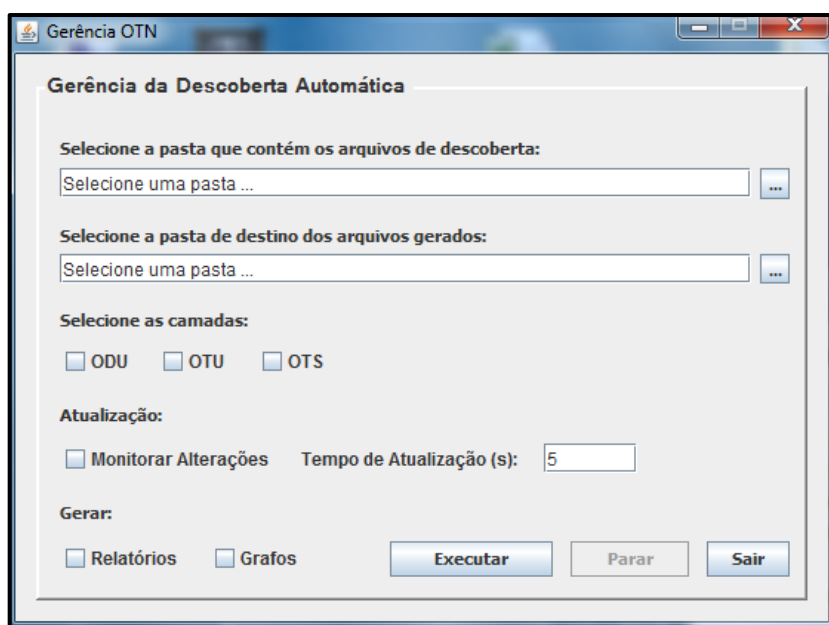 Gerência OTN
Gerência da Descoberta Automática
Selecione a pasta que contém os arquivos de descoberta:
Selecione uma pasta ...
...
Selecione a pasta de destino dos arquivos gerados:
Selecione uma pasta ...
...
Selecione as camadas:
ODU OTU OTS
Atualização:
Monitorar Alterações Tempo de Atualização (s): 5
Gerar:
Relatórios Grafos Executar Parar Sair